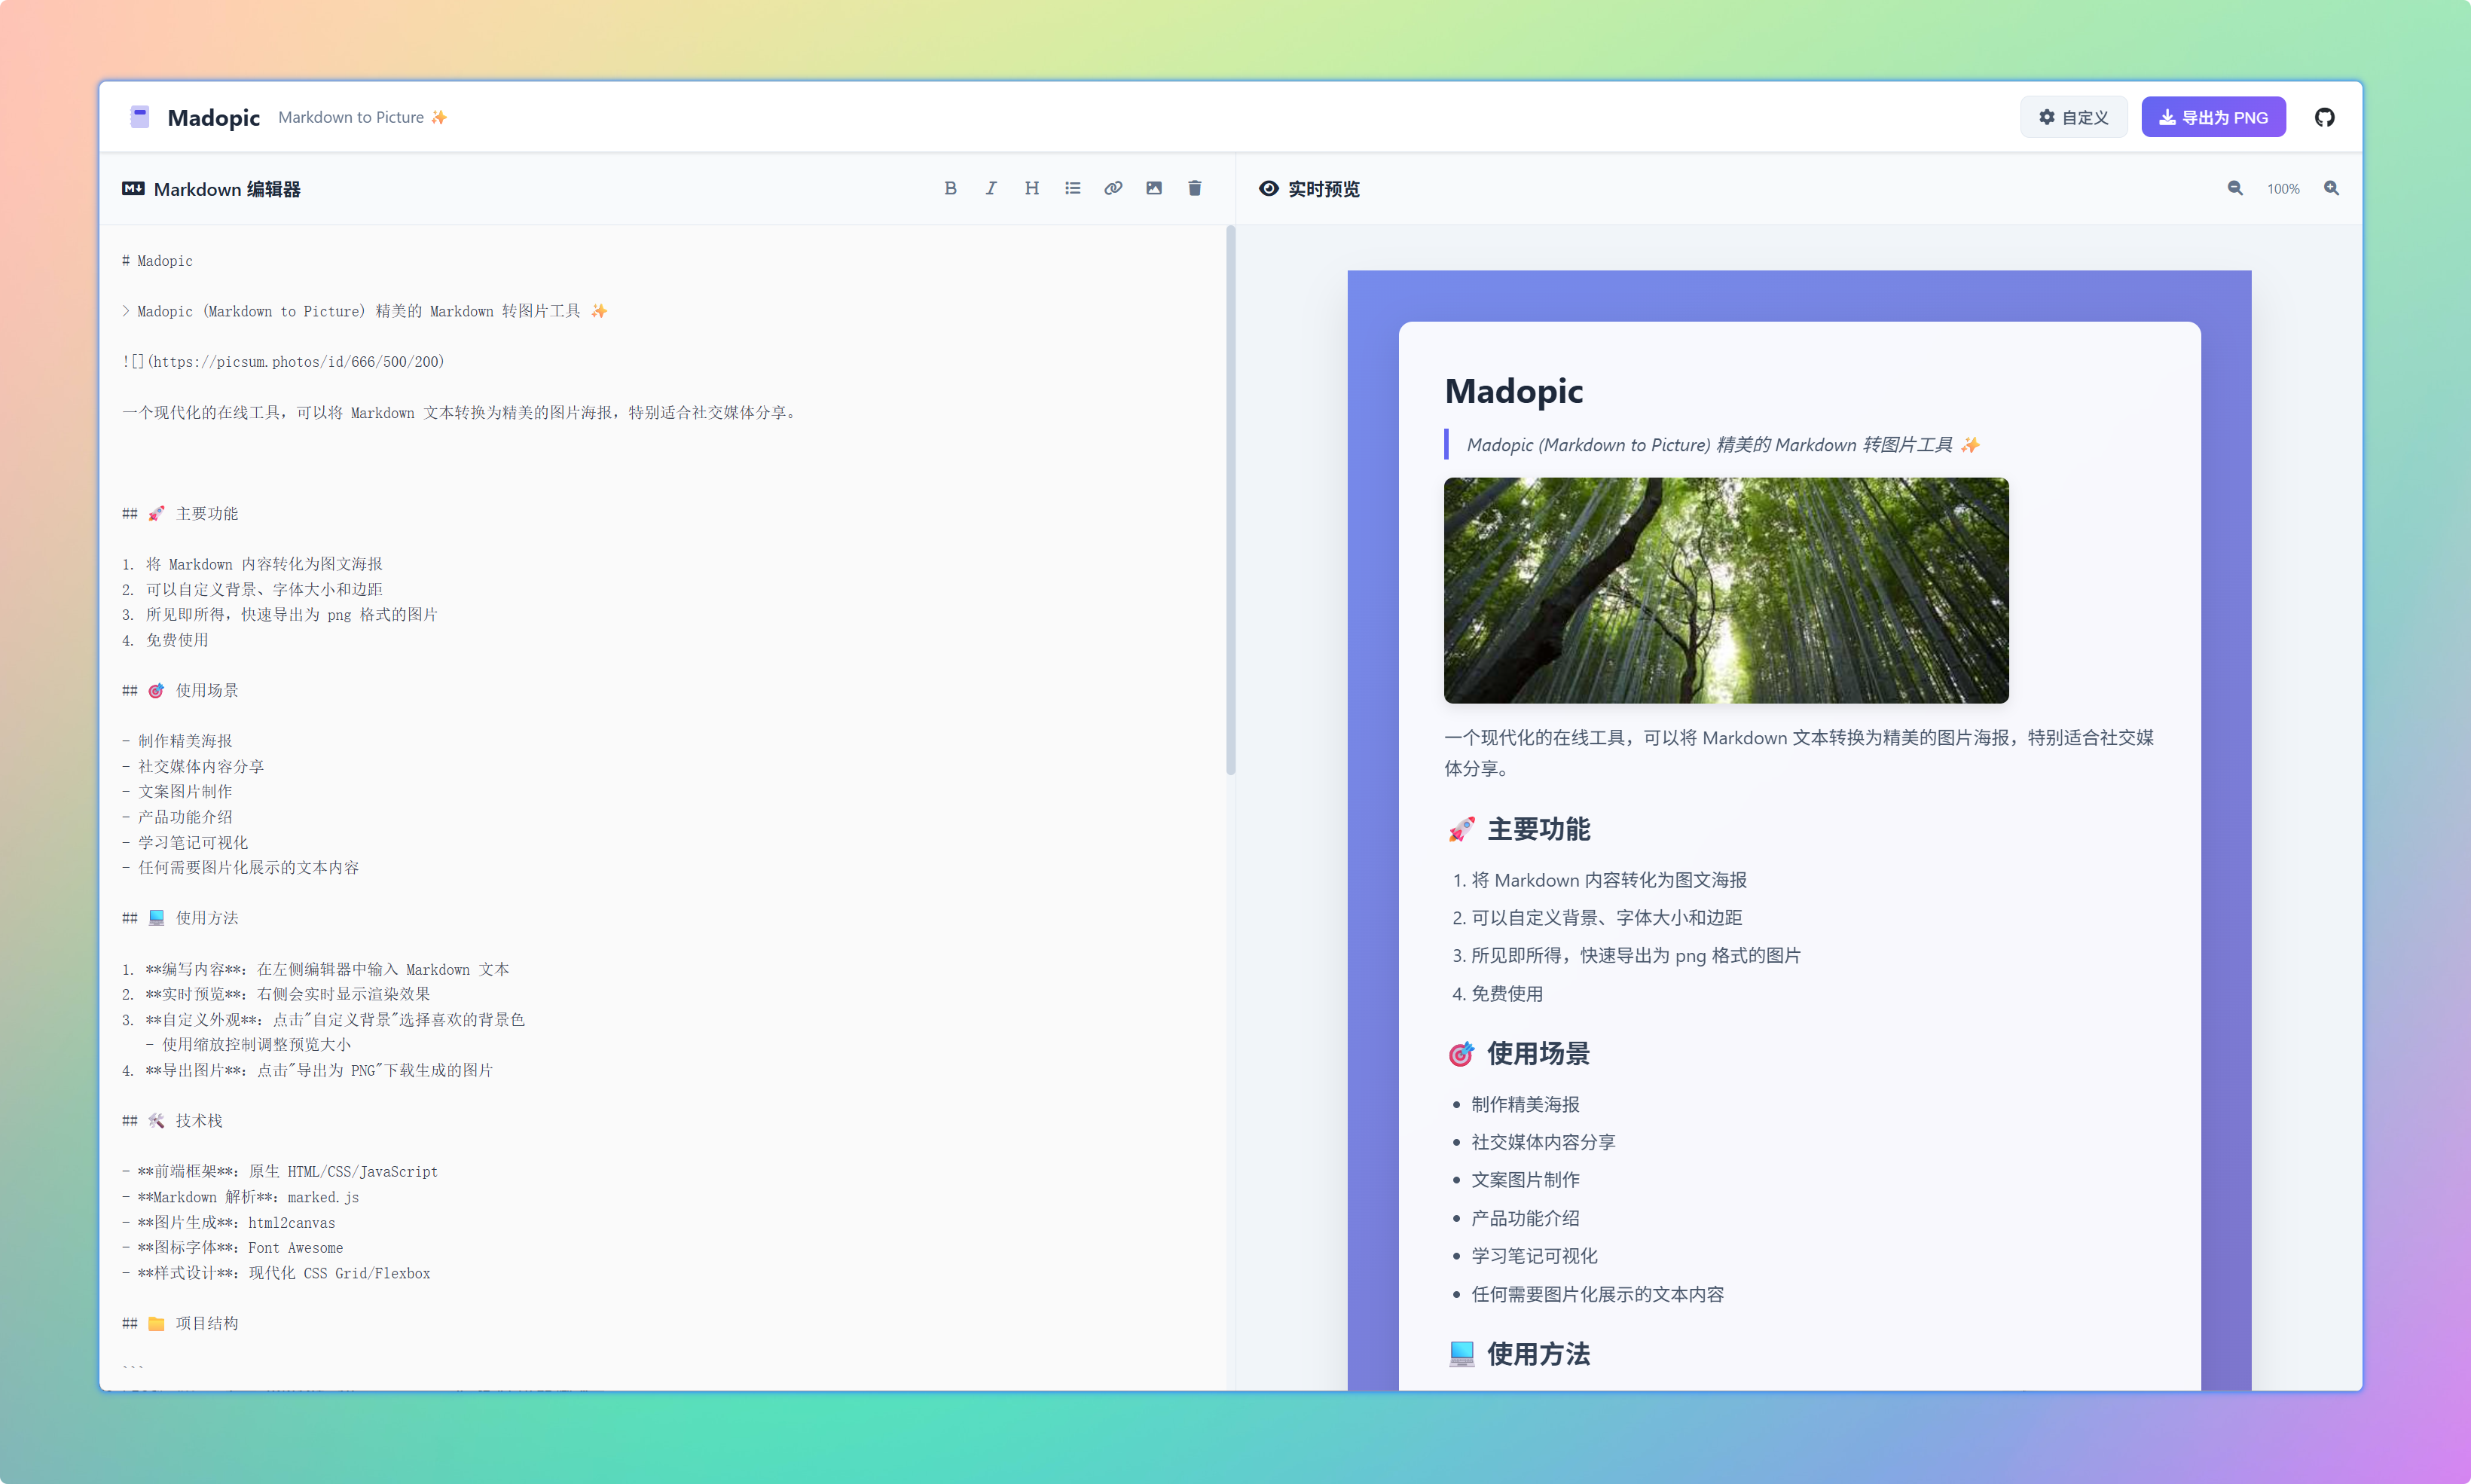 Madopic Markdown to Picture ✨
自定义
导出为 PNG
Markdown 编辑器
B I H
# Madopic
> Madopic (Markdown to Picture) 精美的 Markdown 转图片工具 ✨
![](https://picsum.photos/id/666/500/200)
一个现代化的在线工具，可以将 Markdown 文本转换为精美的图片海报，特别适合社交媒体分享。
## 🚀 主要功能
1. 将 Markdown 内容转化为图文海报
2. 可以自定义背景、字体大小和边距
3. 所见即所得，快速导出为 png 格式的图片
4. 免费使用
## 🎯 使用场景
- 制作精美海报
- 社交媒体内容分享
- 文案图片制作
- 产品功能介绍
- 学习笔记可视化
- 任何需要图片化展示的文本内容
## 💻 使用方法
1. **编写内容**：在左侧编辑器中输入 Markdown 文本
2. **实时预览**：右侧会实时显示渲染效果
3. **自定义外观**：点击"自定义背景"选择喜欢的背景色
- 使用缩放控制调整预览大小
4. **导出图片**：点击"导出为 PNG"下载生成的图片
## 🛠️ 技术栈
- **前端框架**：原生 HTML/CSS/JavaScript
- **Markdown 解析**：marked.js
- **图片生成**：html2canvas
- **图标字体**：Font Awesome
- **样式设计**：现代化 CSS Grid/Flexbox
## 📁 项目结构
```
实时预览
100%
Madopic
Madopic (Markdown to Picture) 精美的 Markdown 转图片工具 ✨
一个现代化的在线工具，可以将 Markdown 文本转换为精美的图片海报，特别适合社交媒
体分享。
🚀 主要功能
1. 将 Markdown 内容转化为图文海报
2. 可以自定义背景、字体大小和边距
3. 所见即所得，快速导出为 png 格式的图片
4. 免费使用
🎯 使用场景
• 制作精美海报
• 社交媒体内容分享
• 文案图片制作
• 产品功能介绍
• 学习笔记可视化
• 任何需要图片化展示的文本内容
💻 使用方法